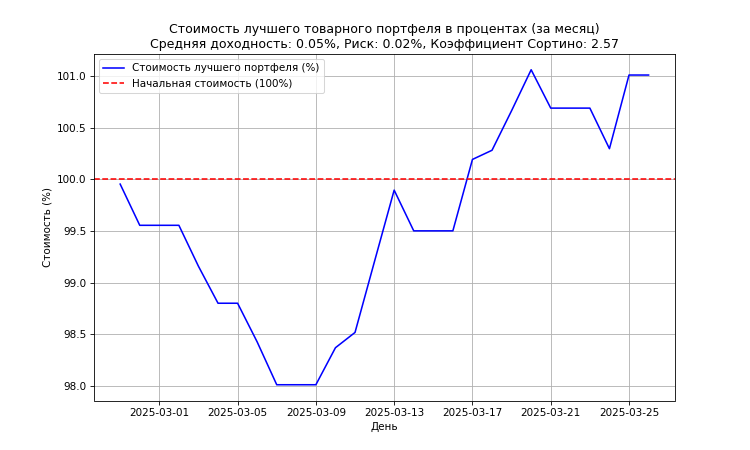 Стоимость лучшего товарного портфеля в процентах (за месяц)
Средняя доходность: 0.05%, Риск: 0.02%, Коэффициент Сортино: 2.57
Стоимость лучшего портфеля (%)
Начальная стоимость (100%)
Стоимость (%)
101.0
100.5
100.0
99.5
99.0
98.5
98.0
2025-03-01
2025-03-05
2025-03-09
2025-03-13
2025-03-17
2025-03-21
2025-03-25
День